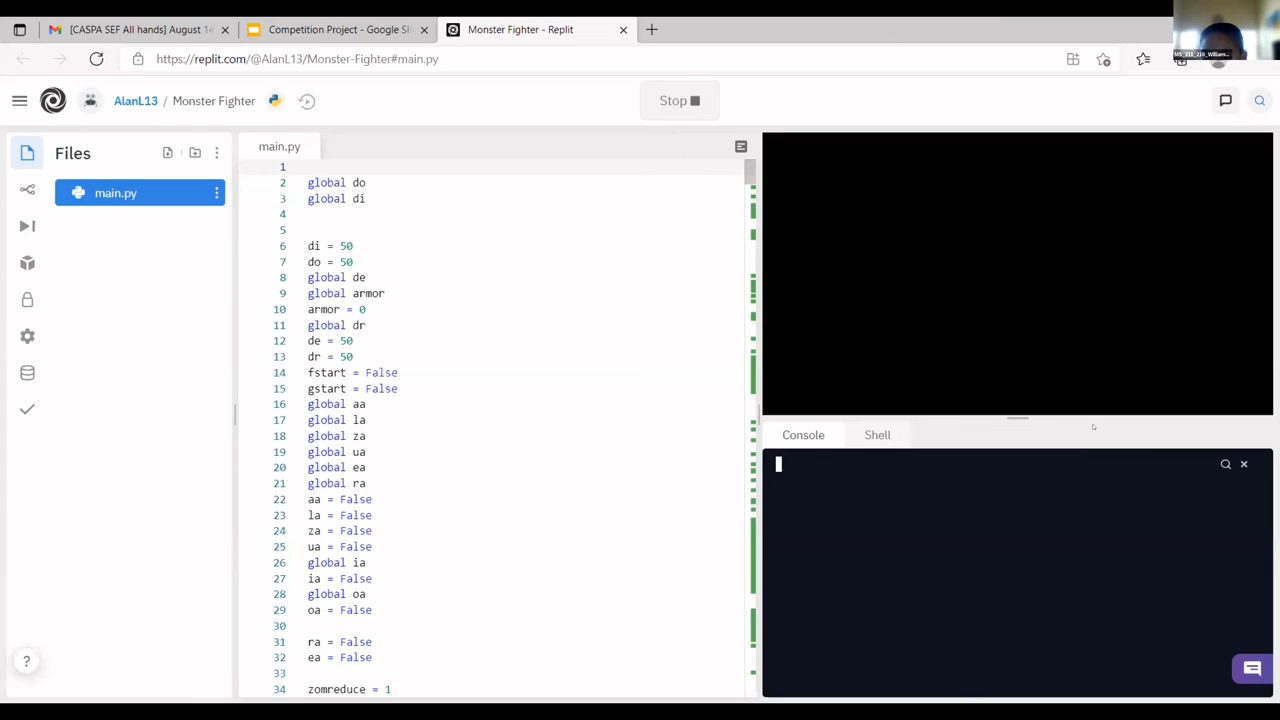 [CASPA SEF All hands] August 14
Competition Project - Google Sl
Monster Fighter - Replit
https://replit.com/@AlanL13/Monster-Fighter#main.py
AlanL13 / Monster Fighter
Stop
Files
main.py
main.py
1
2 global do
3 global di
4
5
6 di = 50
7 do = 50
8 global de
9 global armor
10 armor = 0
11 global dr
12 de = 50
13 dr = 50
14 fstart = False
15 gstart = False
16 global aa
17 global la
18 global za
19 global ua
20 global ea
21 global ra
22 aa = False
23 la = False
24 za = False
25 ua = False
26 global ia
27 ia = False
28 global oa
29 oa = False
30
31 ra = False
32 ea = False
33
34 zomreduce = 1
Console
Shell
?